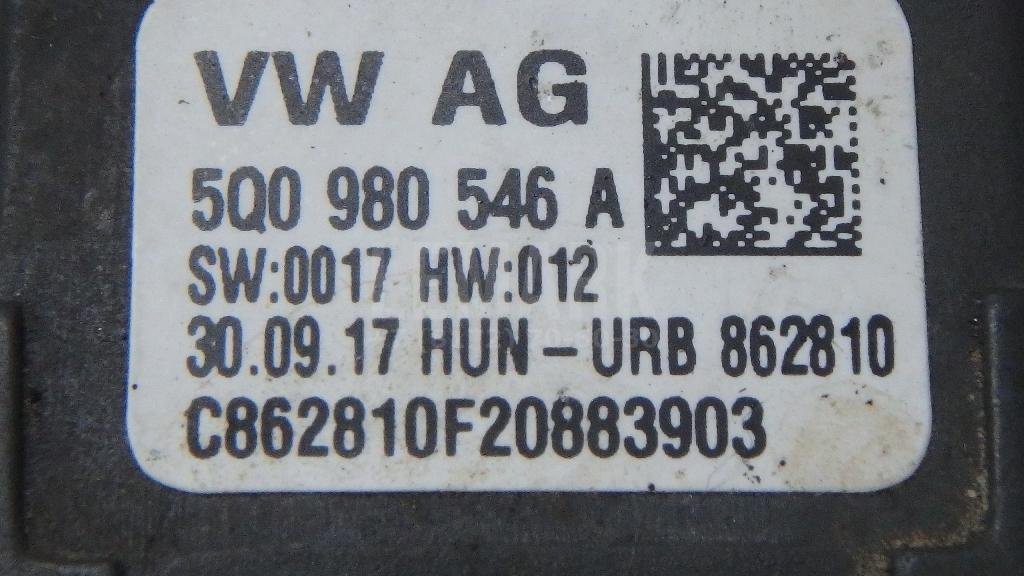 VW AG
5Q0 980 546 A
SW:0017 HW:012
30.09.17 HUN-URB 862810
C862810F20883903